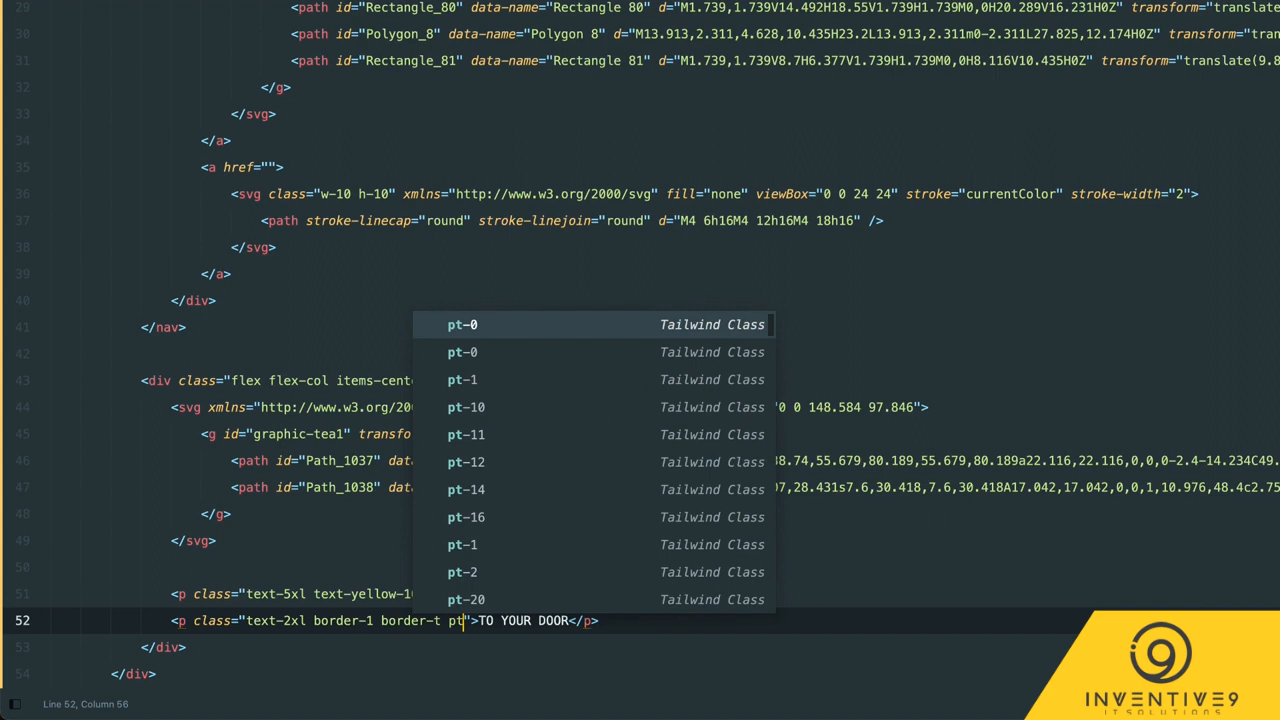 29 <path id="Rectangle_80" data-name="Rectangle 80" d="M1.739,1.739V14.492H18.55V1.739H1.739M0,0H20.289V16.231H0Z" transform="translate
30 <path id="Polygon_8" data-name="Polygon 8" d="M13.913,2.311,4.628,10.435H23.2L13.913,2.311m0-2.311L27.825,12.174H0Z" transform="tran
31 <path id="Rectangle_81" data-name="Rectangle 81" d="M1.739,1.739V8.7H6.377V1.739H1.739M0,0H8.116V10.435H0Z" transform="translate(9.8
32 </g>
33 </svg>
34 </a>
35 <a href="">
36 <svg class="w-10 h-10" xmlns="http://www.w3.org/2000/svg" fill="none" viewBox="0 0 24 24" stroke="currentColor" stroke-width="2">
37 <path stroke-linecap="round" stroke-linejoin="round" d="M4 6h16M4 12h16M4 18h16" />
38 </svg>
39 </a>
40 </div>
41 </nav>
42
43 <div class="flex flex-col items-cent
44 <svg xmlns="http://www.w3.org/20 0 0 148.584 97.846">
45 <g id="graphic-tea1" transfo
46 <path id="Path_1037" dat 38.74,55.679,80.189,55.679,80.189a22.116,22.116,0,0,0-2.4-14.234C49.
47 <path id="Path_1038" dat 07,28.431s7.6,30.418,7.6,30.418A17.042,17.042,0,0,1,10.976,48.4c2.75
48 </g>
49 </svg>
50
51 <p class="text-5xl text-yellow-10
52 <p class="text-2xl border-1 border-t pt">TO YOUR DOOR</p>
53 </div>
54 </div>
pt-0 Tailwind Class
pt-0 Tailwind Class
pt-1 Tailwind Class
pt-10 Tailwind Class
pt-11 Tailwind Class
pt-12 Tailwind Class
pt-14 Tailwind Class
pt-16 Tailwind Class
pt-1 Tailwind Class
pt-2 Tailwind Class
pt-20 Tailwind Class
Line 52, Column 56
INVENTIVE9
IT SOLUTIONS